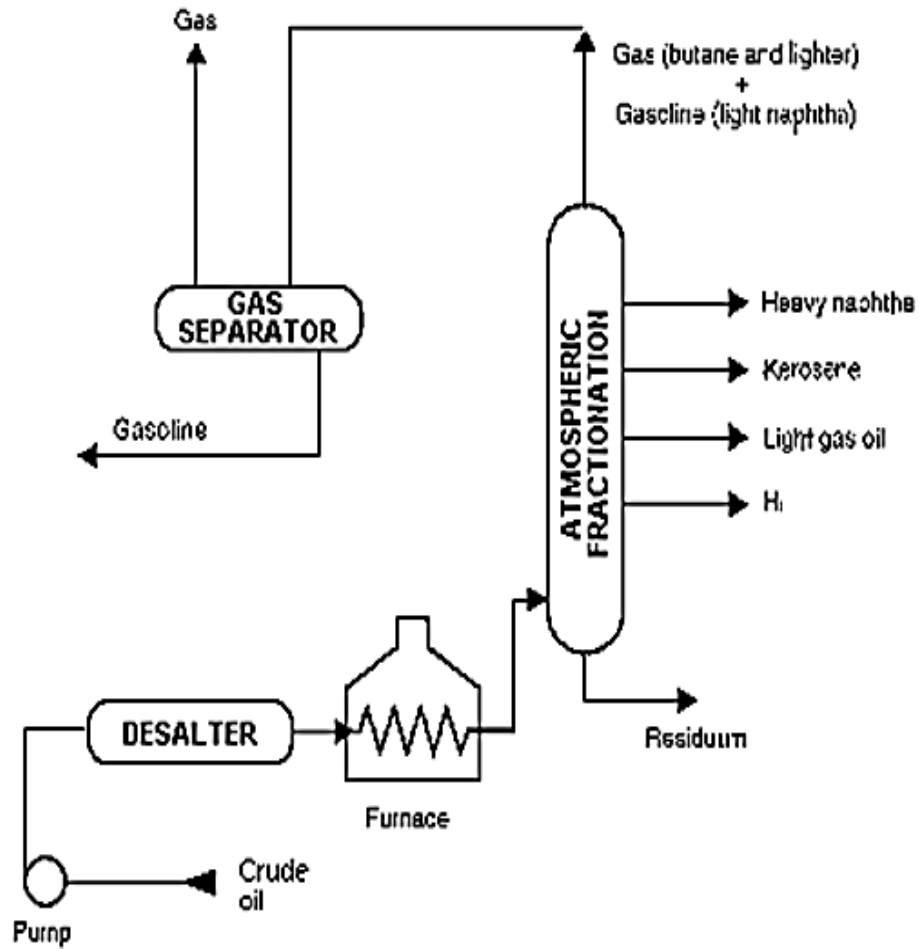 Gas
Gas (butane and lighter)
+
Gasoline (light naphtha)
GAS
SEPARATOR
Gasoline
ATMOSPHERIC
FRACTIONATION
Heavy naphtha
Kerosane
Light gas oil
Residuum
DESALTER
Furnace
Crude
oil
Pump